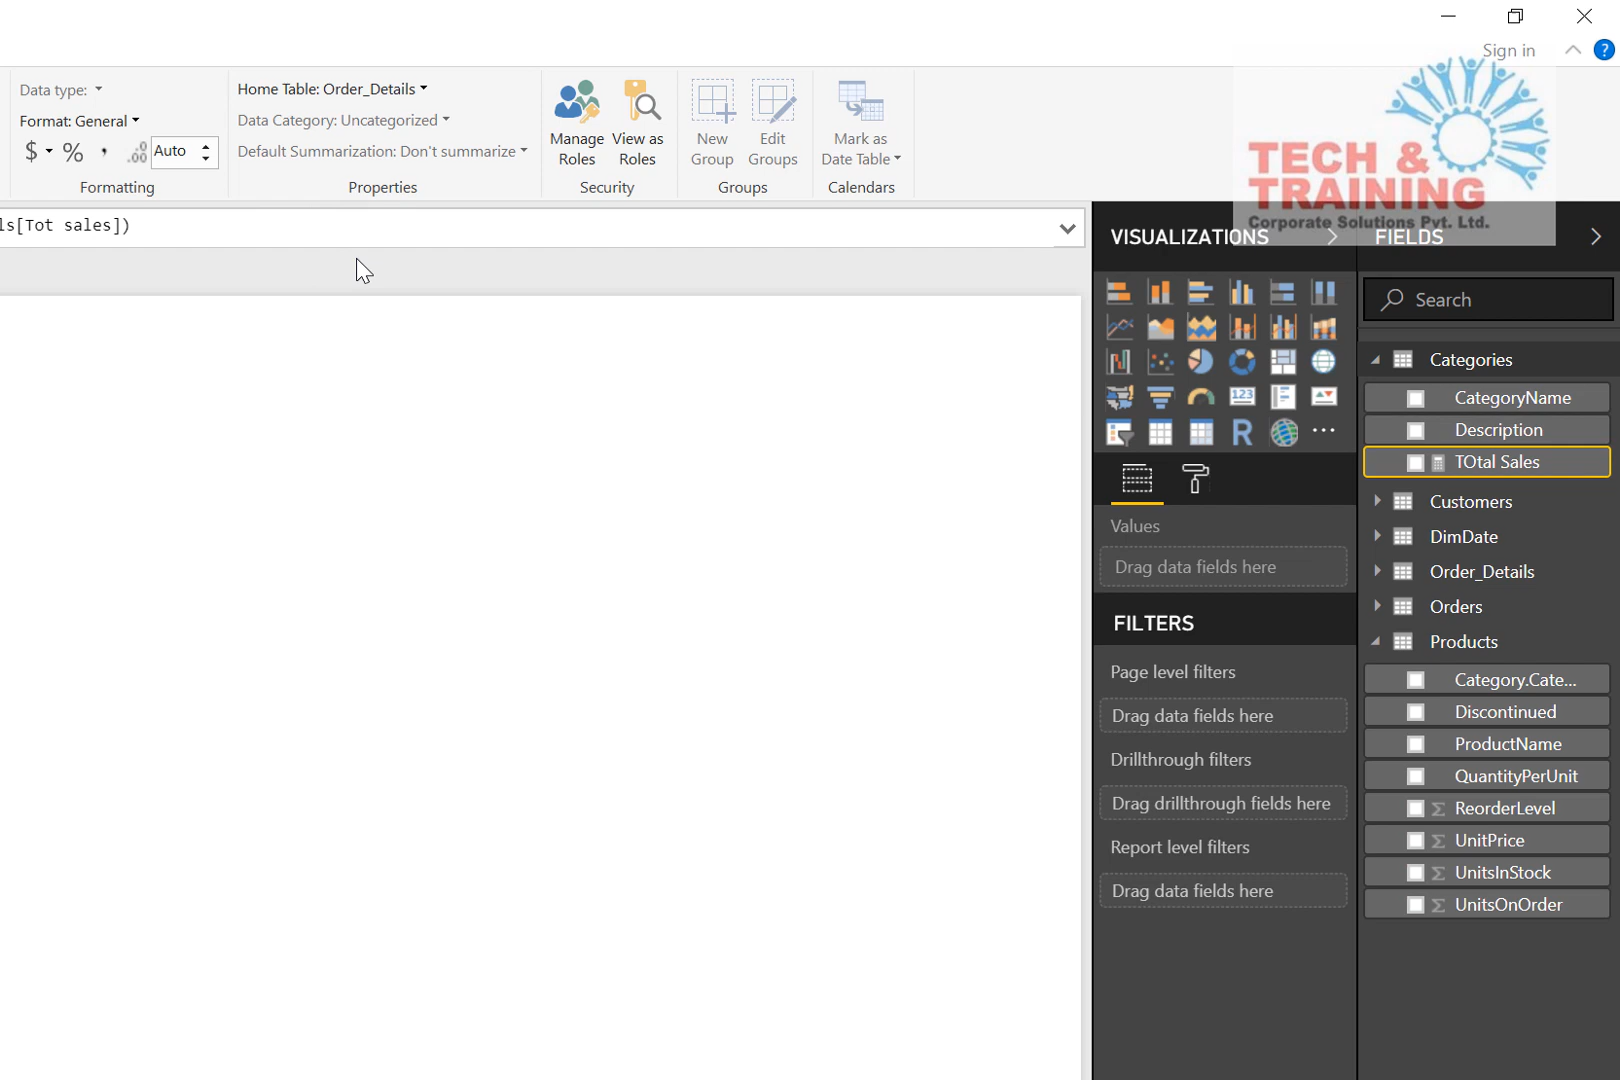 Sign in
?
Data type:
Format: General
$ % , .00 Auto
Formatting
Home Table: Order_Details
Data Category: Uncategorized
Default Summarization: Don't summarize
Properties
Manage Roles
View as Roles
Security
New Group
Edit Groups
Groups
Mark as Date Table
Calendars
TECH &
TRAINING
Corporate Solutions Pvt. Ltd.
ls[Tot sales])
VISUALIZATIONS
FIELDS
Search
123
R
Values
Drag data fields here
FILTERS
Page level filters
Drag data fields here
Drillthrough filters
Drag drillthrough fields here
Report level filters
Drag data fields here
Categories
CategoryName
Description
TOtal Sales
Customers
DimDate
Order_Details
Orders
Products
Category.Cate...
Discontinued
ProductName
QuantityPerUnit
Σ ReorderLevel
Σ UnitPrice
Σ UnitsInStock
Σ UnitsOnOrder